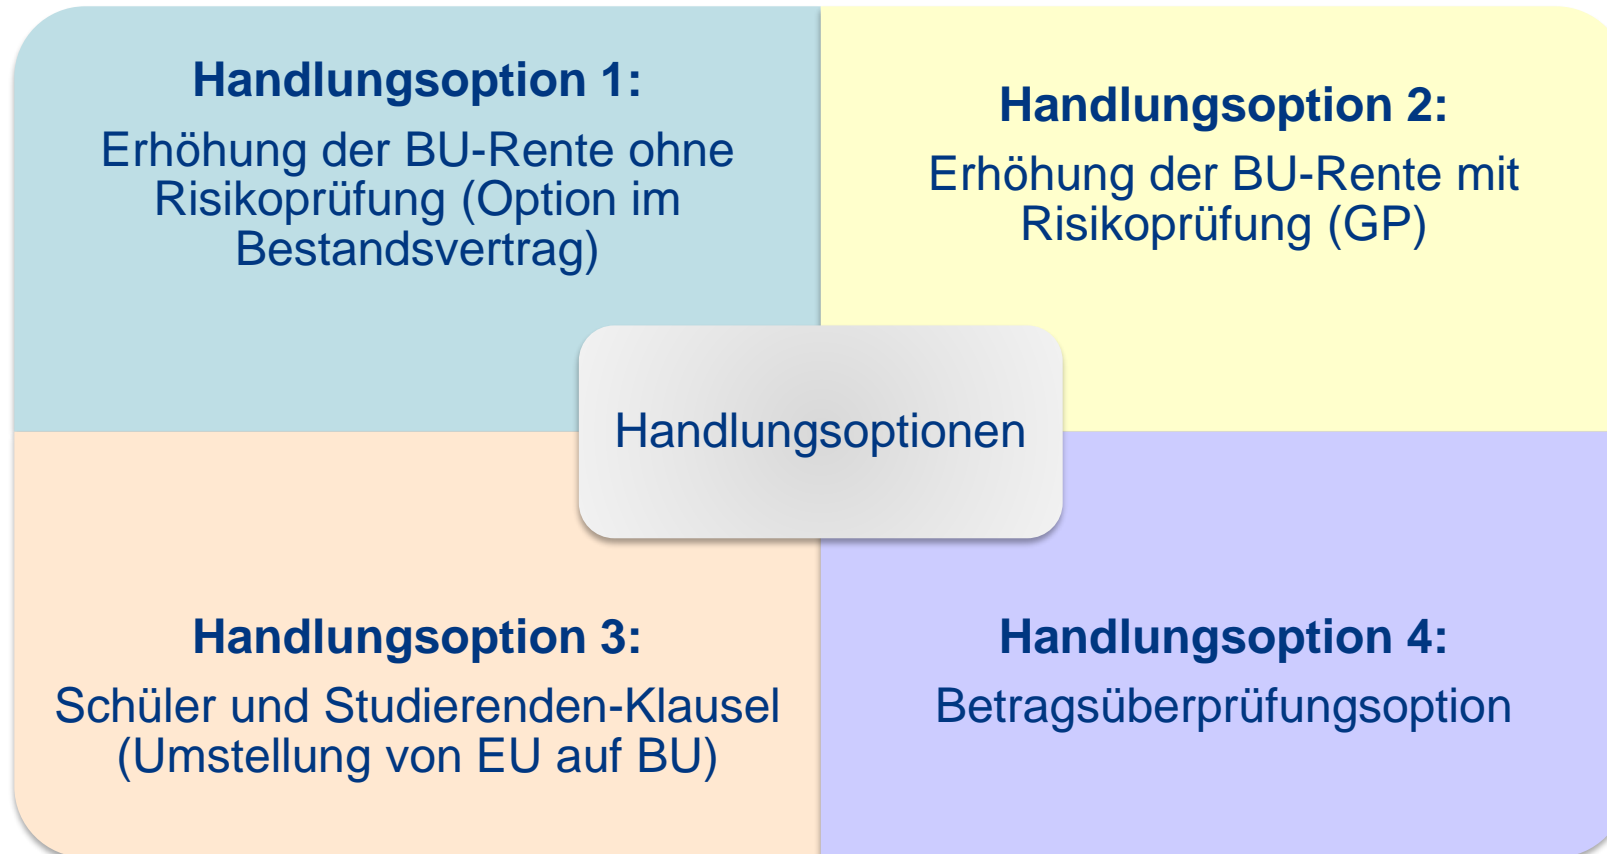 Handlungsoption 1:
Erhöhung der BU-Rente ohne
Risikoprüfung (Option im
Bestandsvertrag)
Handlungsoption 2:
Erhöhung der BU-Rente mit
Risikoprüfung (GP)
Handlungsoptionen
Handlungsoption 3:
Schüler und Studierenden-Klausel
(Umstellung von EU auf BU)
Handlungsoption 4:
Betragsüberprüfungsoption